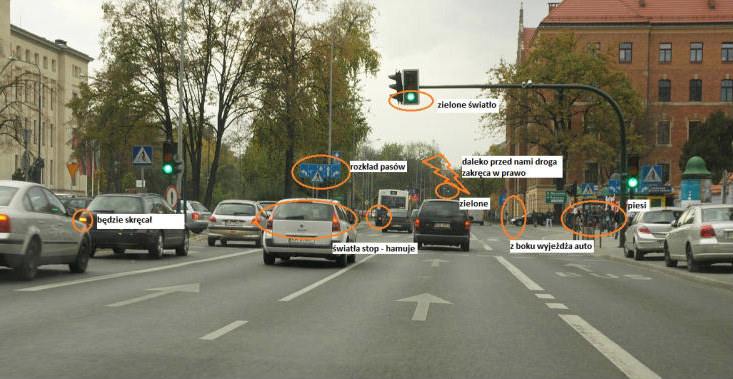 zielone światło
rozkład pasów
daleko przed nami droga
zakręca w prawo
zielone
piesi
będzie skręcał
światła stop - hamuje
z boku wyjeżdża auto